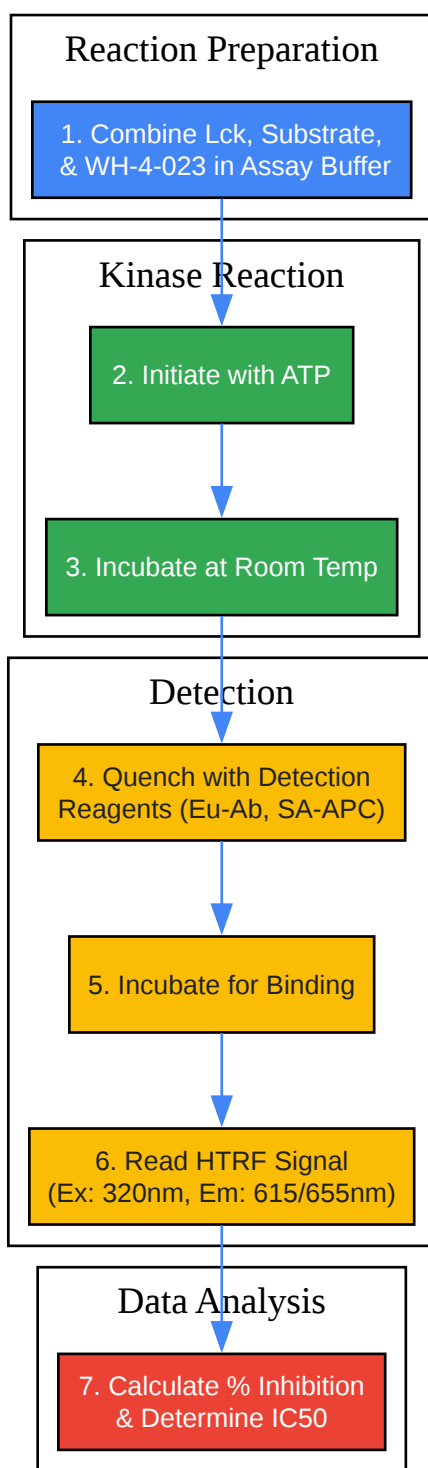 Reaction Preparation
1. Combine Lck, Substrate,
& WH-4-023 in Assay Buffer
Kinase Reaction
2. Initiate with ATP
3. Incubate at Room Temp
Detection
4. Quench with Detection
Reagents (Eu-Ab, SA-APC)
5. Incubate for Binding
6. Read HTRF Signal
(Ex: 320nm, Em: 615/655nm)
Data Analysis
7. Calculate % Inhibition
& Determine IC50